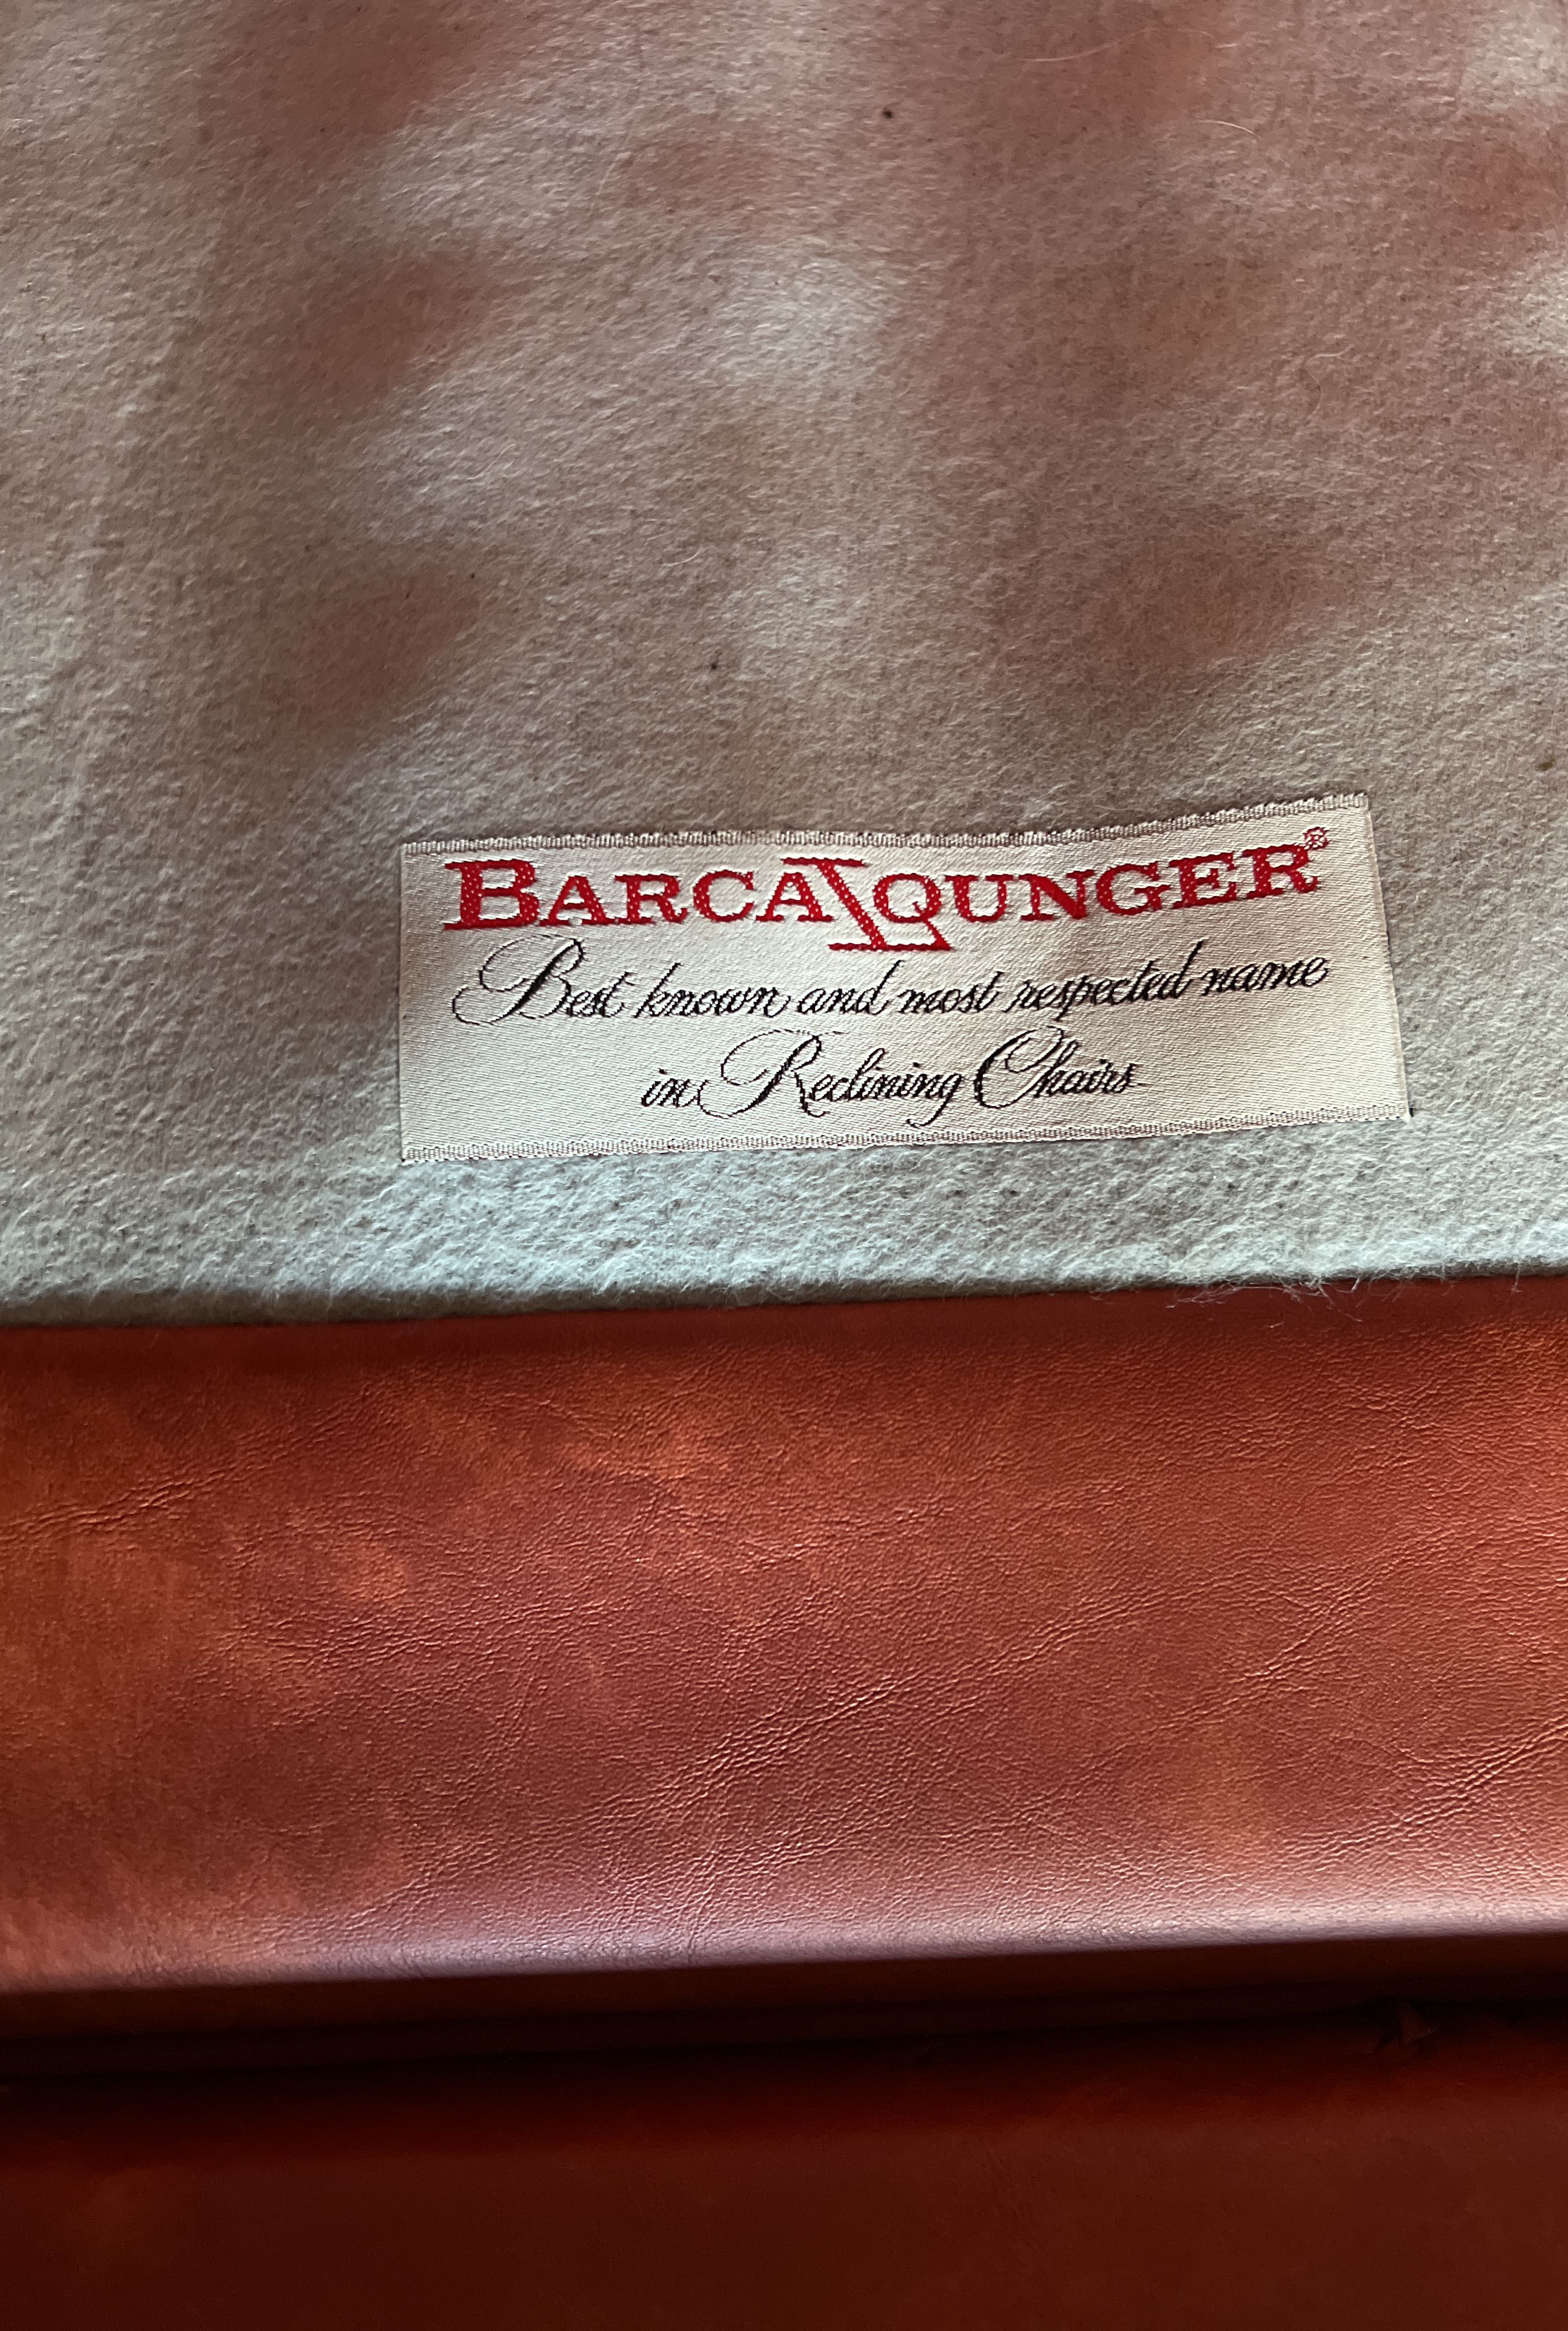 BARCALOUNGER®
Best known and most respected name
in Reclining Chairs